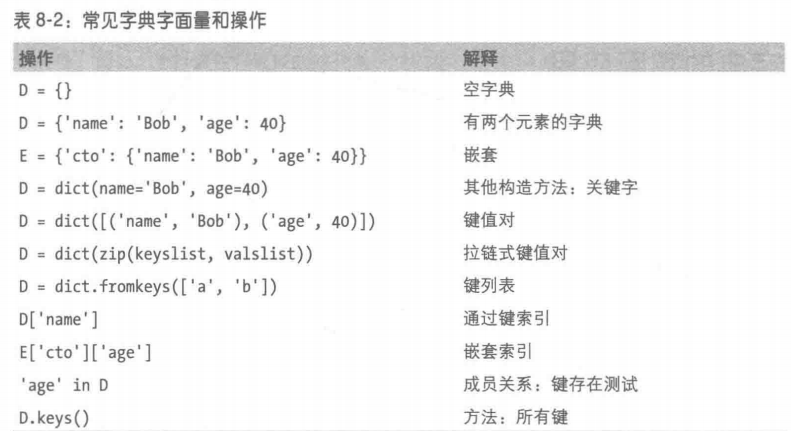 表 8-2：常见字典字面量和操作
操作 解释
D = {} 空字典
D = {'name': 'Bob', 'age': 40} 有两个元素的字典
E = {'cto': {'name': 'Bob', 'age': 40}} 嵌套
D = dict(name='Bob', age=40) 其他构造方法：关键字
D = dict([('name', 'Bob'), ('age', 40)]) 键值对
D = dict(zip(keyslist, valslist)) 拉链式键值对
D = dict.fromkeys(['a', 'b']) 键列表
D['name'] 通过键索引
E['cto']['age'] 嵌套索引
'age' in D 成员关系：键存在测试
D.keys() 方法：所有键